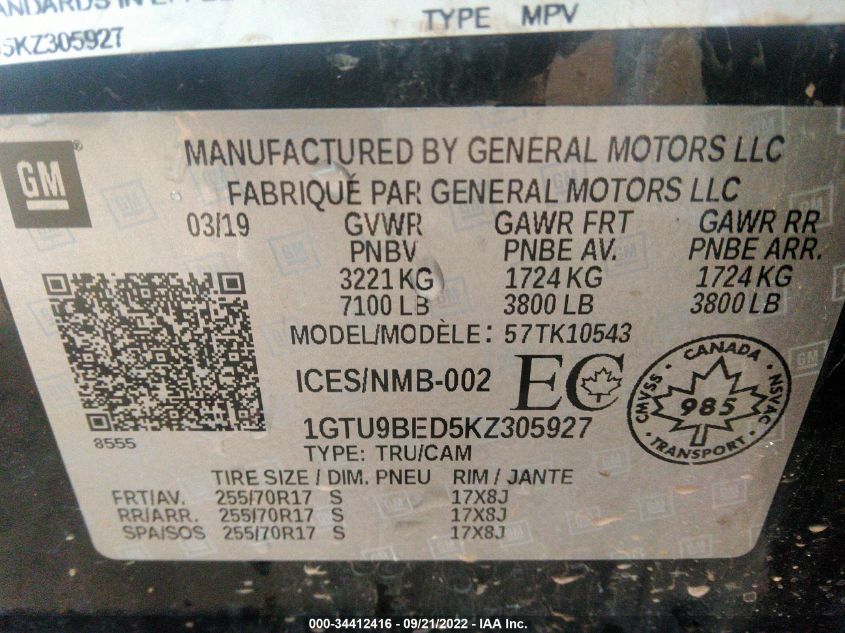 TYPE MPV
5KZ305927
GM
MANUFACTURED BY GENERAL MOTORS LLC
FABRIQUÉ PAR GENERAL MOTORS LLC
03/19 GVWR GAWR FRT GAWR RR
PNBV PNBE AV. PNBE ARR.
3221 KG 1724 KG 1724 KG
7100 LB 3800 LB 3800 LB
MODEL/MODÈLE: 57TK10543
ICES/NMB-002 EC
CANADA
CMVSS 985 NSVAC
TRANSPORT
8555
1GTU9BED5KZ305927
TYPE: TRU/CAM
TIRE SIZE / DIM. PNEU RIM / JANTE
FRT/AV. 255/70R17 S 17X8J
RR/ARR. 255/70R17 S 17X8J
SPA/SOS 255/70R17 S 17X8J
000-34412416 - 09/21/2022 - IAA Inc.